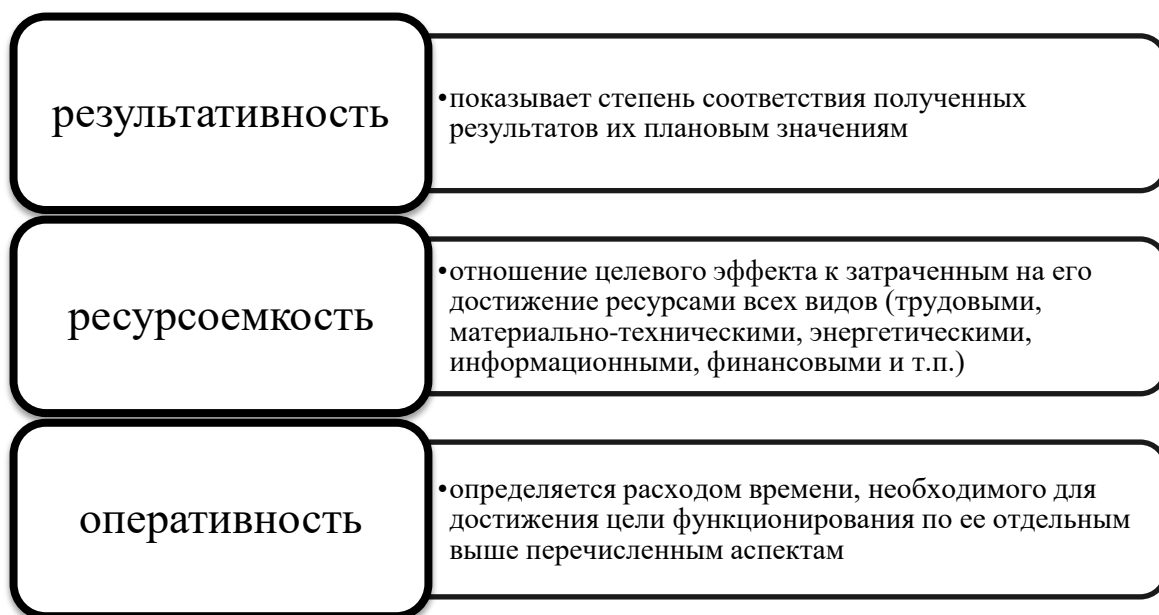 результативность
•показывает степень соответствия полученных
результатов их плановым значениям
ресурсоемкость
•отношение целевого эффекта к затраченным на его
достижение ресурсами всех видов (трудовыми,
материально-техническими, энергетическими,
информационными, финансовыми и т.п.)
оперативность
•определяется расходом времени, необходимого для
достижения цели функционирования по ее отдельным
выше перечисленным аспектам